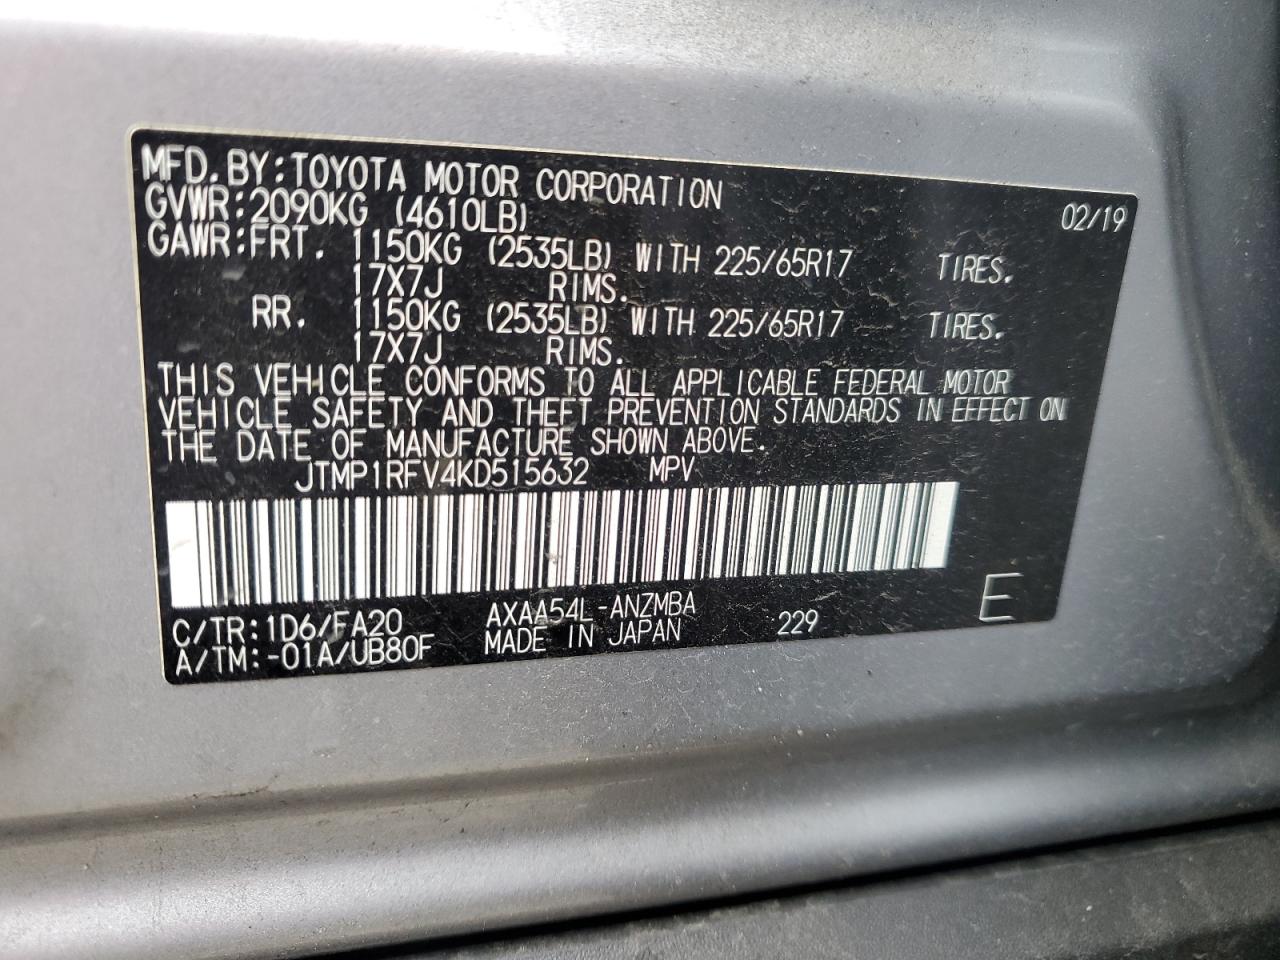 MFD. BY: TOYOTA MOTOR CORPORATION 02/19
GVWR: 2090KG (4610LB)
GAWR: FRT. 1150KG (2535LB) WITH 225/65R17 TIRES.
17X7J RIMS.
RR. 1150KG (2535LB) WITH 225/65R17 TIRES.
17X7J RIMS.
THIS VEHICLE CONFORMS TO ALL APPLICABLE FEDERAL MOTOR
VEHICLE SAFETY AND THEFT PREVENTION STANDARDS IN EFFECT ON
THE DATE OF MANUFACTURE SHOWN ABOVE.
JTMP1RFV4KD515632 MPV
C/TR: 1D6/FA20 AXAA54L-ANZMBA 229 E
A/TM: -01A/UB80F MADE IN JAPAN